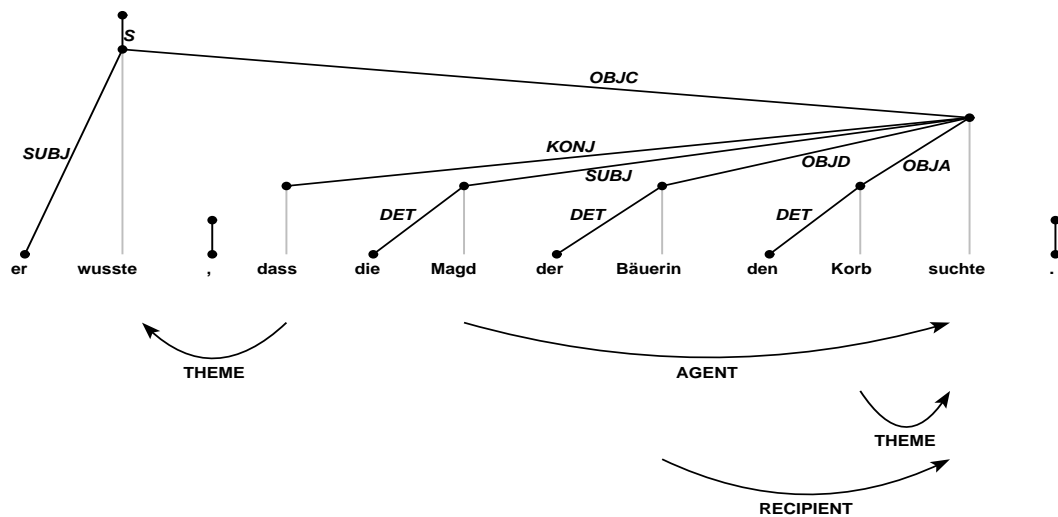 S
OBJC
SUBJ
KONJ
SUBJ
OBJD
OBJA
DET
DET
DET
er wusste , dass die Magd der Bäuerin den Korb suchte .
THEME
AGENT
THEME
RECIPIENT